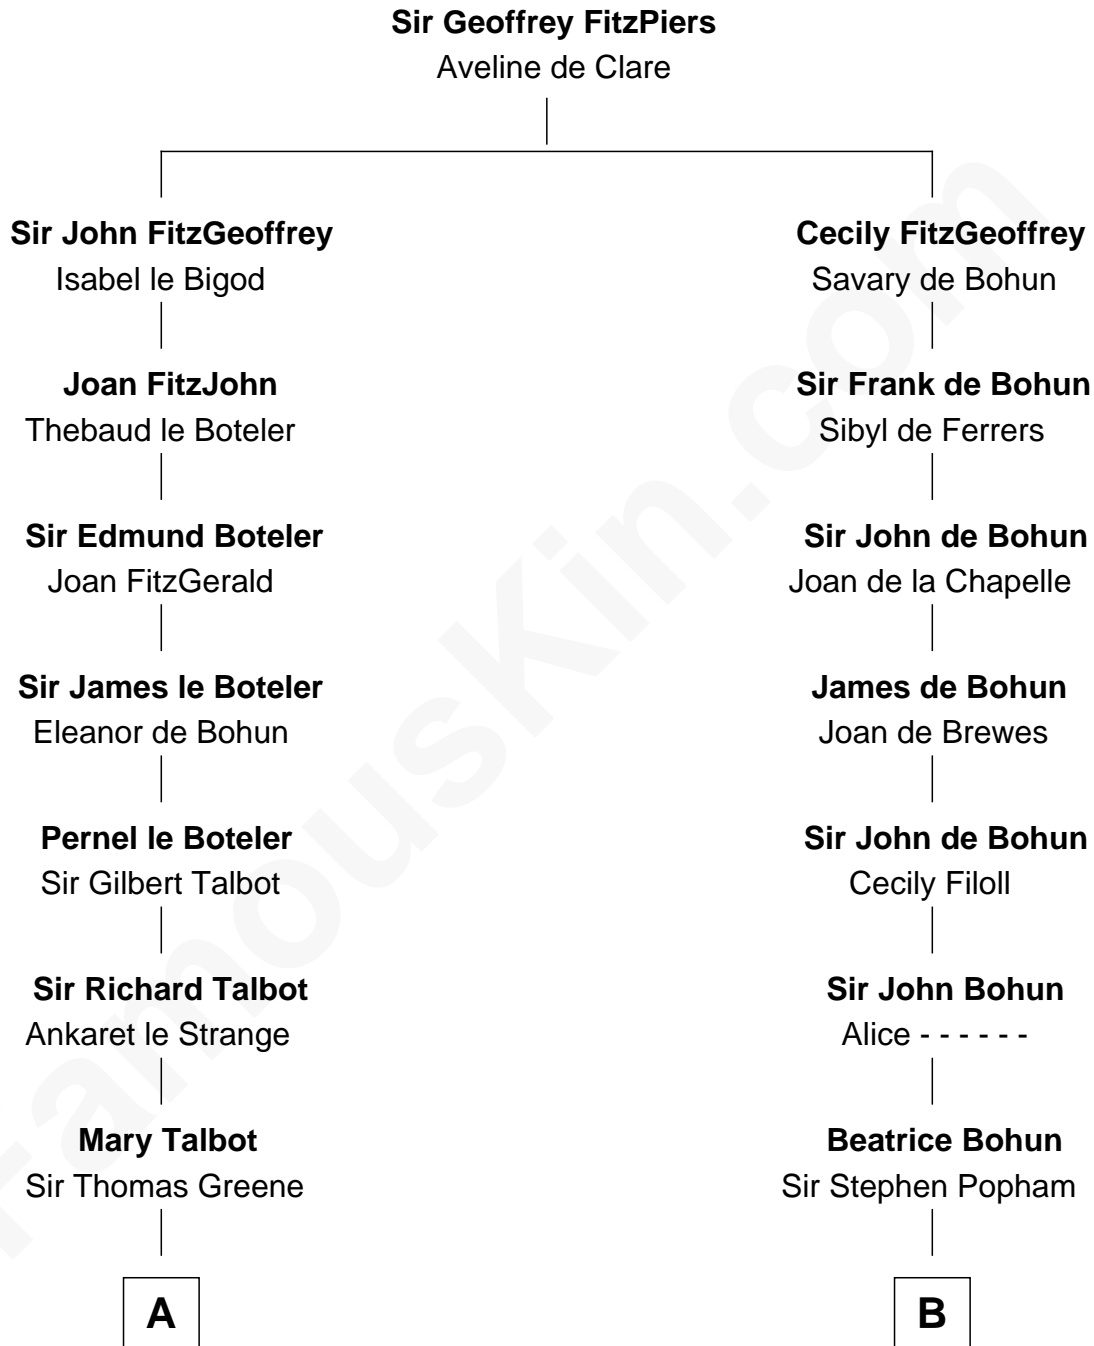 Sir Geoffrey FitzPiers
Aveline de Clare
Sir John FitzGeoffrey
Isabel le Bigod
Joan FitzJohn
Thebaud le Boteler
Sir Edmund Boteler
Joan FitzGerald
Sir James le Boteler
Eleanor de Bohun
Pernel le Boteler
Sir Gilbert Talbot
Sir Richard Talbot
Ankaret le Strange
Mary Talbot
Sir Thomas Greene
A
Cecily FitzGeoffrey
Savary de Bohun
Sir Frank de Bohun
Sibyl de Ferrers
Sir John de Bohun
Joan de la Chapelle
James de Bohun
Joan de Brewes
Sir John de Bohun
Cecily Filoll
Sir John Bohun
Alice - - - - - -
Beatrice Bohun
Sir Stephen Popham
B
FamousKin.com